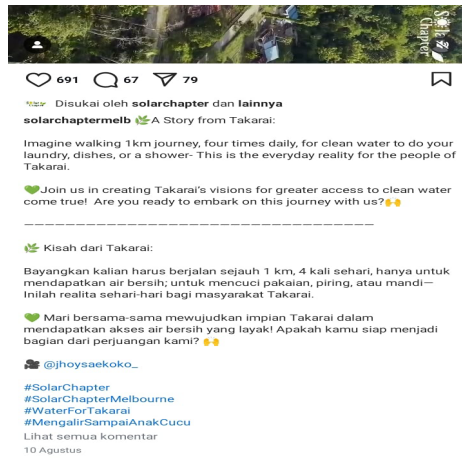 Solar
Chapter
691 67 79
Disukai oleh solarchapter dan lainnya
solarchaptermelb 🌿A Story from Takarai:
Imagine walking 1km journey, four times daily, for clean water to do your
laundry, dishes, or a shower- This is the everyday reality for the people of
Takarai.
💚Join us in creating Takarai's visions for greater access to clean water
come true! Are you ready to embark on this journey with us?🙌
———————————————————————————————————
🌿 Kisah dari Takarai:
Bayangkan kalian harus berjalan sejauh 1 km, 4 kali sehari, hanya untuk
mendapatkan air bersih; untuk mencuci pakaian, piring, atau mandi—
Inilah realita sehari-hari bagi masyarakat Takarai.
💚 Mari bersama-sama mewujudkan impian Takarai dalam
mendapatkan akses air bersih yang layak! Apakah kamu siap menjadi
bagian dari perjuangan kami? 🙌
🎥 @jhoysaekoko_
#SolarChapter
#SolarChapterMelbourne
#WaterForTakarai
#MengalirSampaiAnakCucu
Lihat semua komentar
10 Agustus